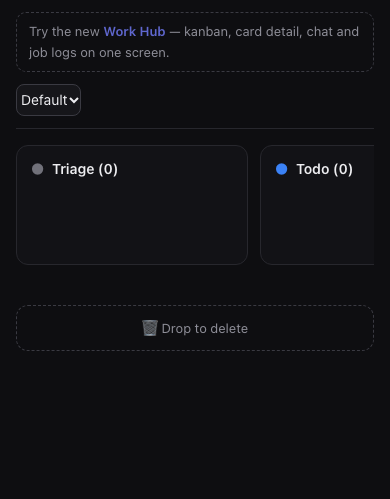 Try the new Work Hub — kanban, card detail, chat and
job logs on one screen.
Default
Triage (0)
Todo (0)
Drop to delete